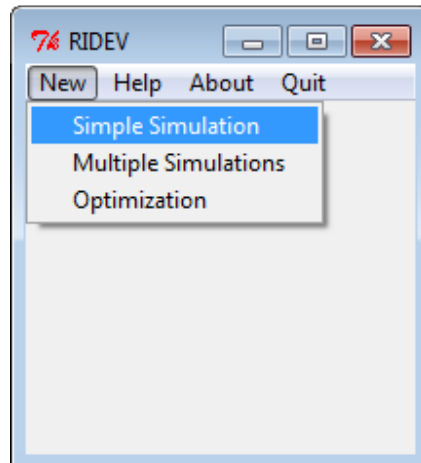 RIDEV
New Help About Quit
Simple Simulation
Multiple Simulations
Optimization